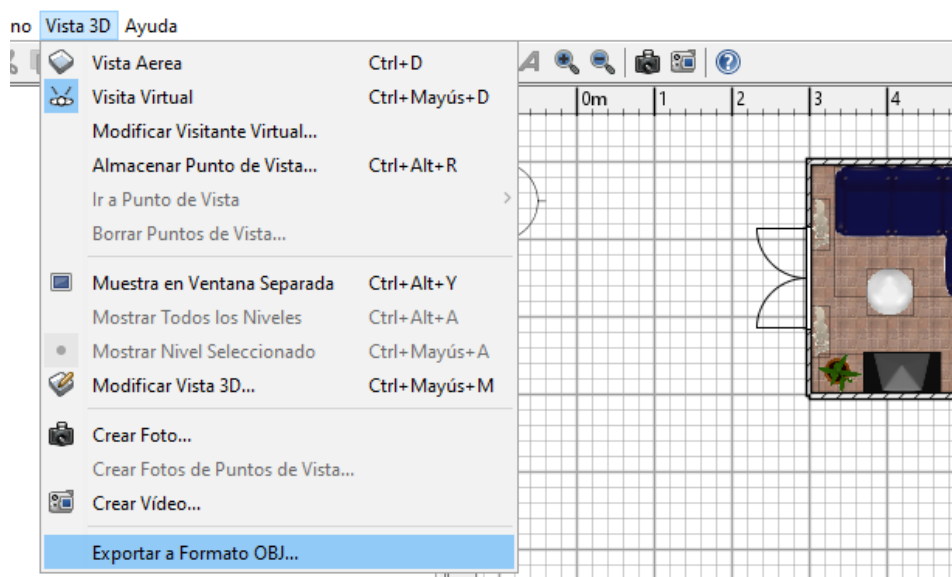 no Vista 3D Ayuda
Vista Aerea Ctrl+D
Visita Virtual Ctrl+Mayús+D
Modificar Visitante Virtual...
Almacenar Punto de Vista... Ctrl+Alt+R
Ir a Punto de Vista
Borrar Puntos de Vista...
Muestra en Ventana Separada Ctrl+Alt+Y
Mostrar Todos los Niveles Ctrl+Alt+A
Mostrar Nivel Seleccionado Ctrl+Mayús+A
Modificar Vista 3D... Ctrl+Mayús+M
Crear Foto...
Crear Fotos de Puntos de Vista...
Crear Vídeo...
Exportar a Formato OBJ...
A
0m 1 2 3 4